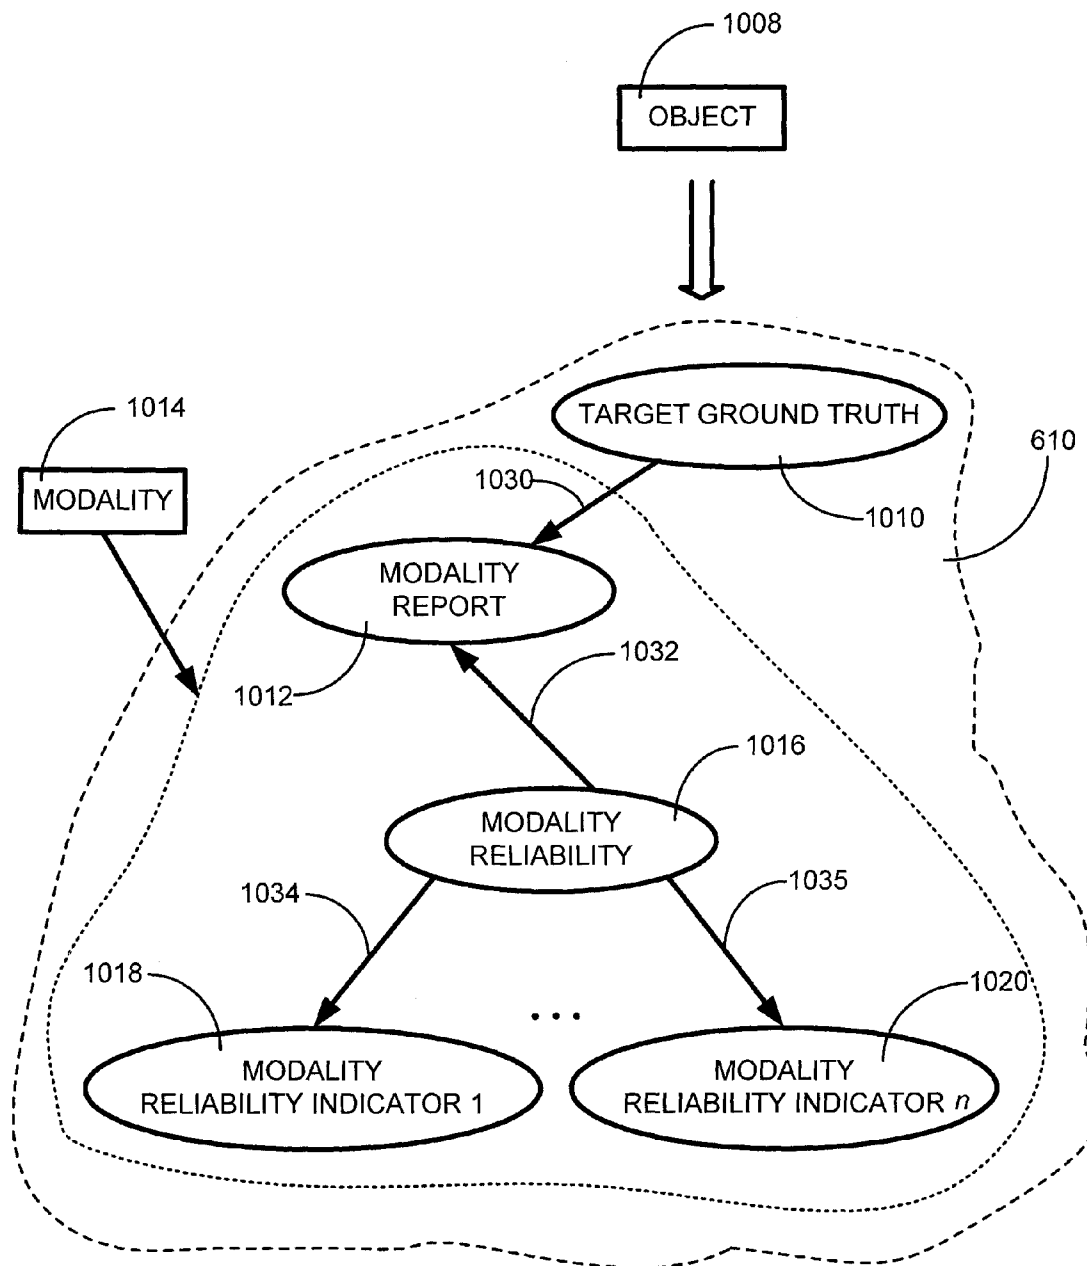 1008
OBJECT
1014
TARGET GROUND TRUTH
610
MODALITY
1030
1010
MODALITY
REPORT
1032
1012
1016
MODALITY
RELIABILITY
1034
1035
1018
1020
...
MODALITY
RELIABILITY INDICATOR 1
MODALITY
RELIABILITY INDICATOR n